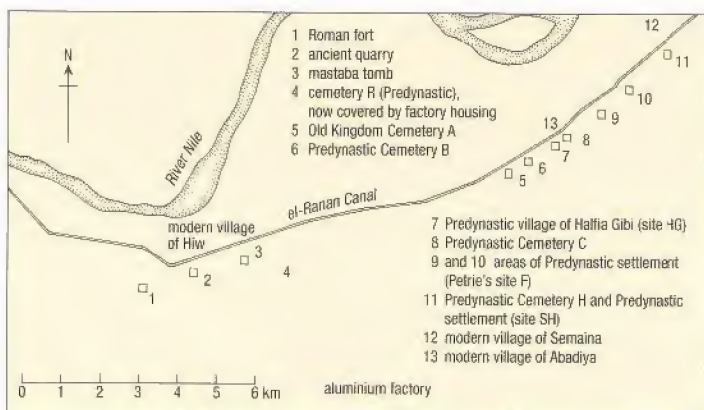 N
1 Roman fort
2 ancient quarry
3 mastaba tomb
4 cemetery R (Predynastic),
now covered by factory housing
5 Old Kingdom Cemetery A
6 Predynastic Cemetery B
12
11
10
9
13
8
7
6
5
River Nile
el-Ranan Canal
modern village
of Hiw
3
2
4
1
7 Predynastic village of Halfia Gibi (site HG)
8 Predynastic Cemetery C
9 and 10 areas of Predynastic settlement
(Petrie's site F)
11 Predynastic Cemetery H and Predynastic
settlement (site SH)
12 modern village of Semaina
13 modern village of Abadiya
0 1 2 3 4 5 6 km
aluminium factory